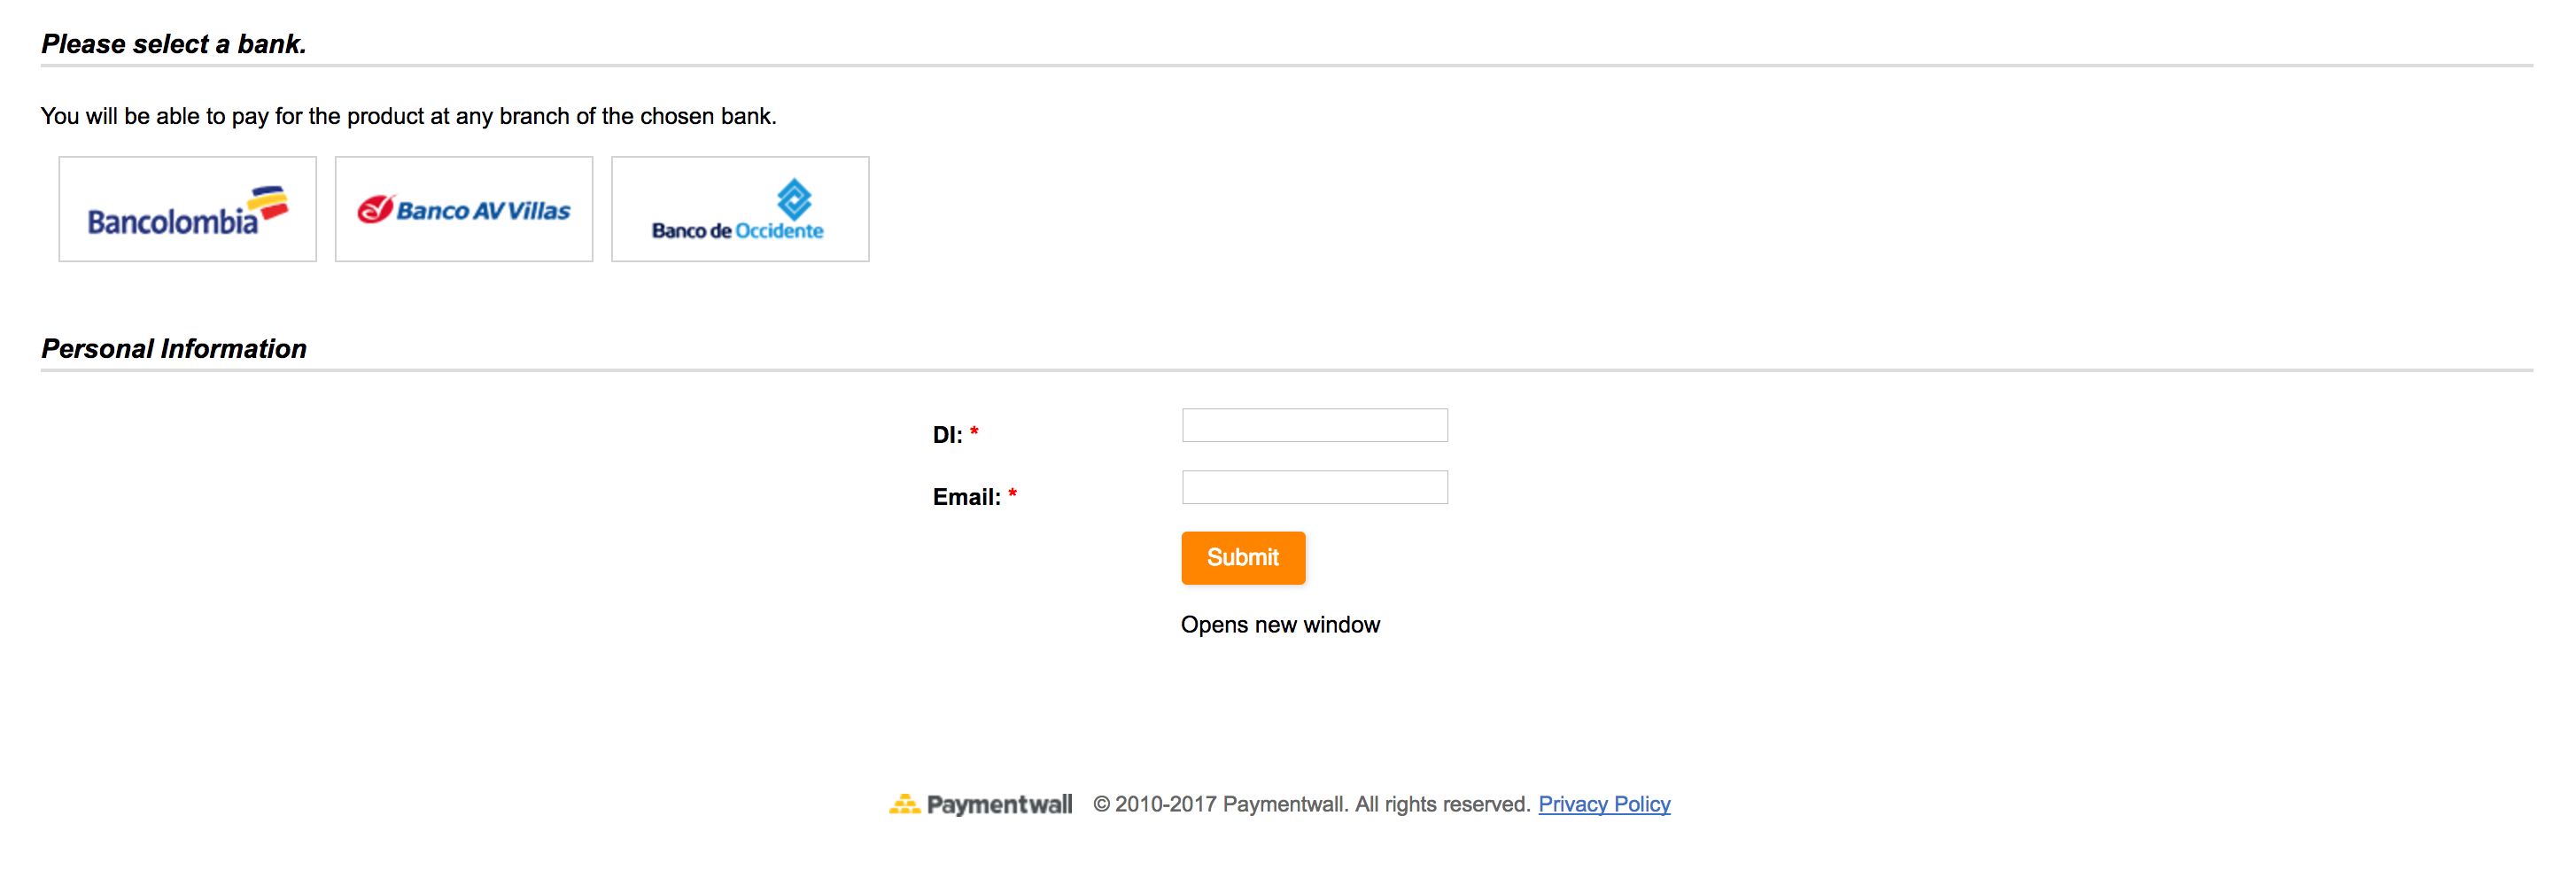 Please select a bank.
You will be able to pay for the product at any branch of the chosen bank.
Bancolombia
Banco AV Villas
Banco de Occidente
Personal Information
DI: *
Email: *
Submit
Opens new window
Paymentwall © 2010-2017 Paymentwall. All rights reserved. Privacy Policy